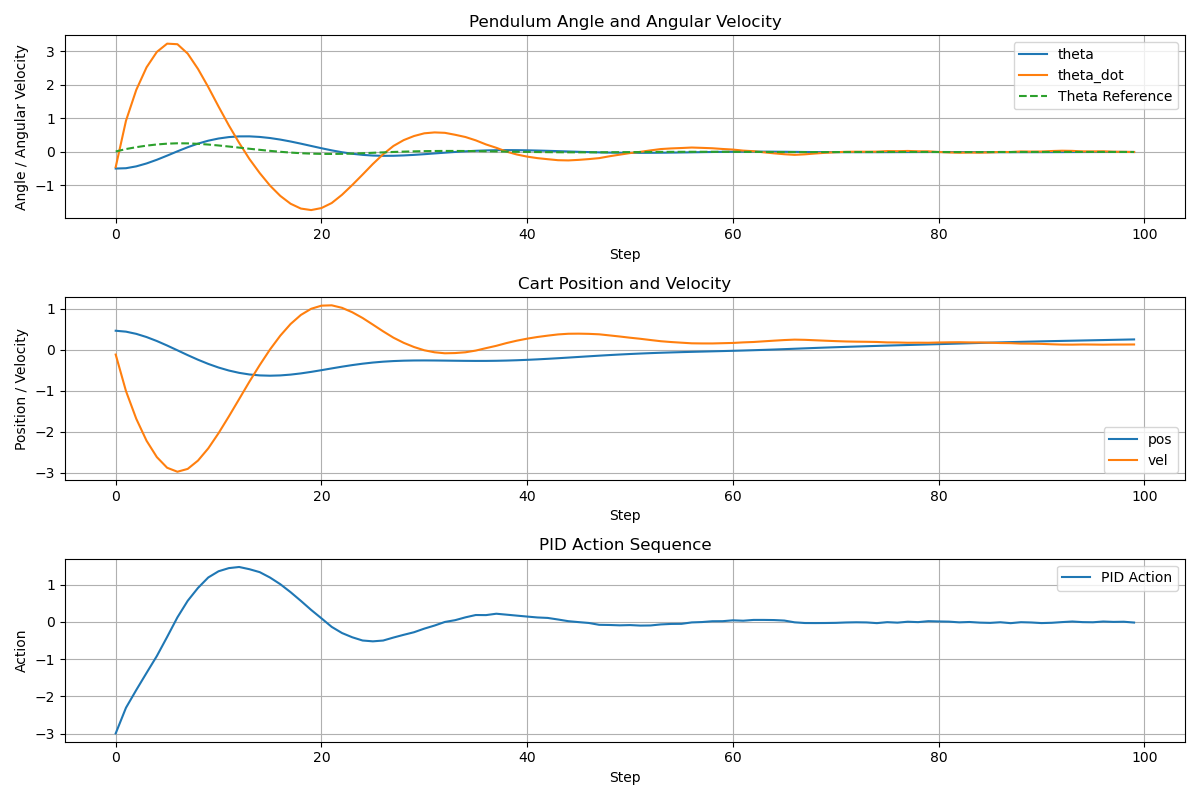 Pendulum Angle and Angular Velocity
Angle / Angular Velocity
3
2
1
0
−1
theta
theta_dot
Theta Reference
0 20 40 60 80 100
Step
Cart Position and Velocity
Position / Velocity
1
0
−1
−2
−3
pos
vel
0 20 40 60 80 100
Step
PID Action Sequence
Action
1
0
−1
−2
−3
PID Action
0 20 40 60 80 100
Step